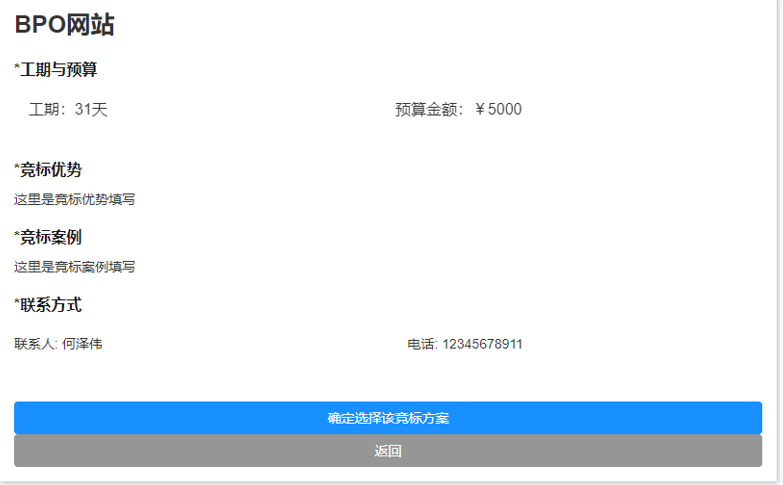 BPO网站
*工期与预算
工期：31天 预算金额：￥5000
*竞标优势
这里是竞标优势填写
*竞标案例
这里是竞标案例填写
*联系方式
联系人: 何泽伟 电话: 12345678911
确定选择该竞标方案
返回